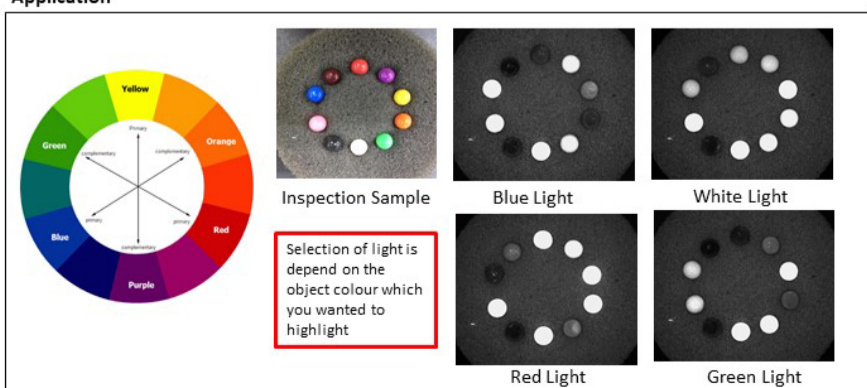 Application
Yellow
Green
Orange
Primary
complementary
complementary
primary
primary
complementary
Blue
Red
Purple
Inspection Sample
Blue Light
White Light
Selection of light is
depend on the
object colour which
you wanted to
highlight
Red Light
Green Light